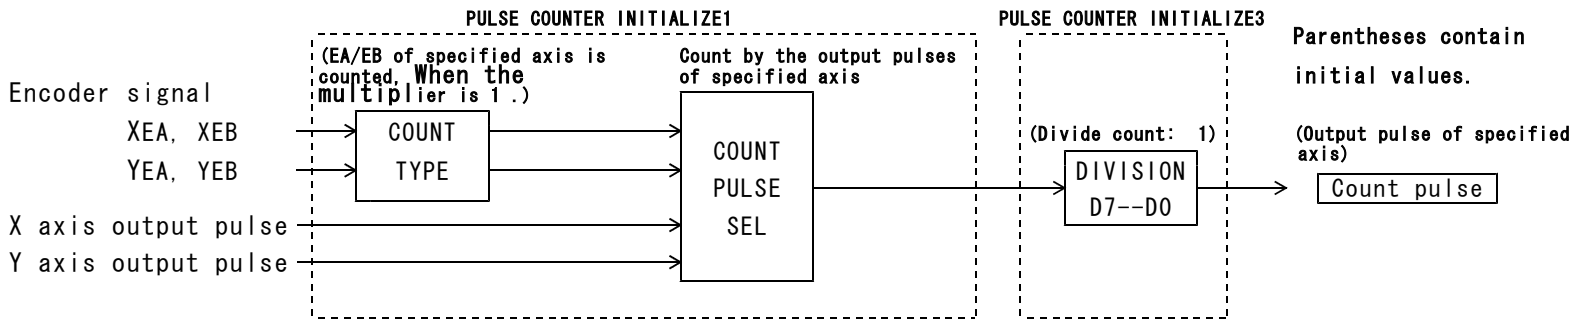 PULSE COUNTER INITIALIZE1
PULSE COUNTER INITIALIZE3
Parentheses contain
initial values.
(EA/EB of specified axis is
counted, When the
multiplier is 1 .)
Count by the output pulses
of specified axis
Encoder signal
XEA, XEB
YEA, YEB
COUNT
TYPE
COUNT
PULSE
SEL
(Divide count: 1)
DIVISION
D7--D0
(Output pulse of specified
axis)
Count pulse
X axis output pulse
Y axis output pulse